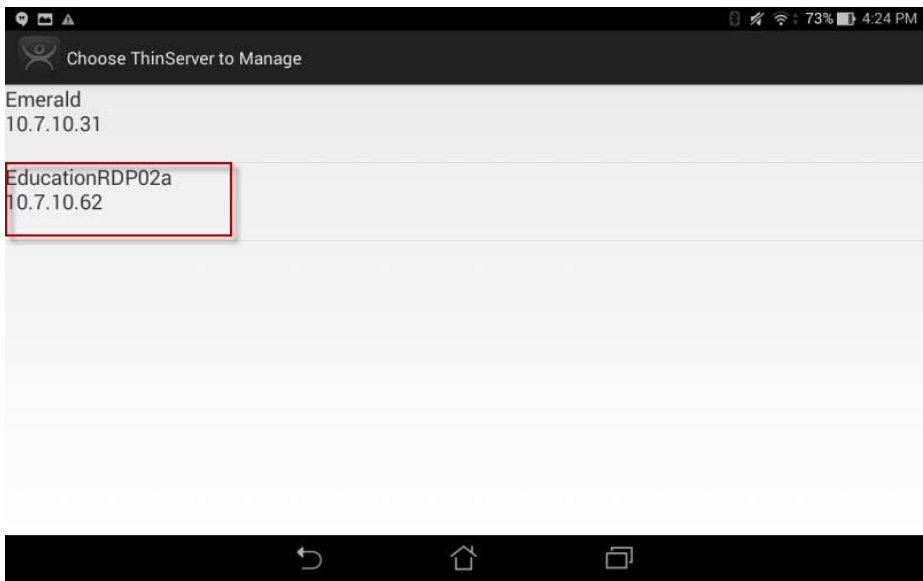 73% 4:24 PM
Choose ThinServer to Manage
Emerald
10.7.10.31
EducationRDP02a
10.7.10.62